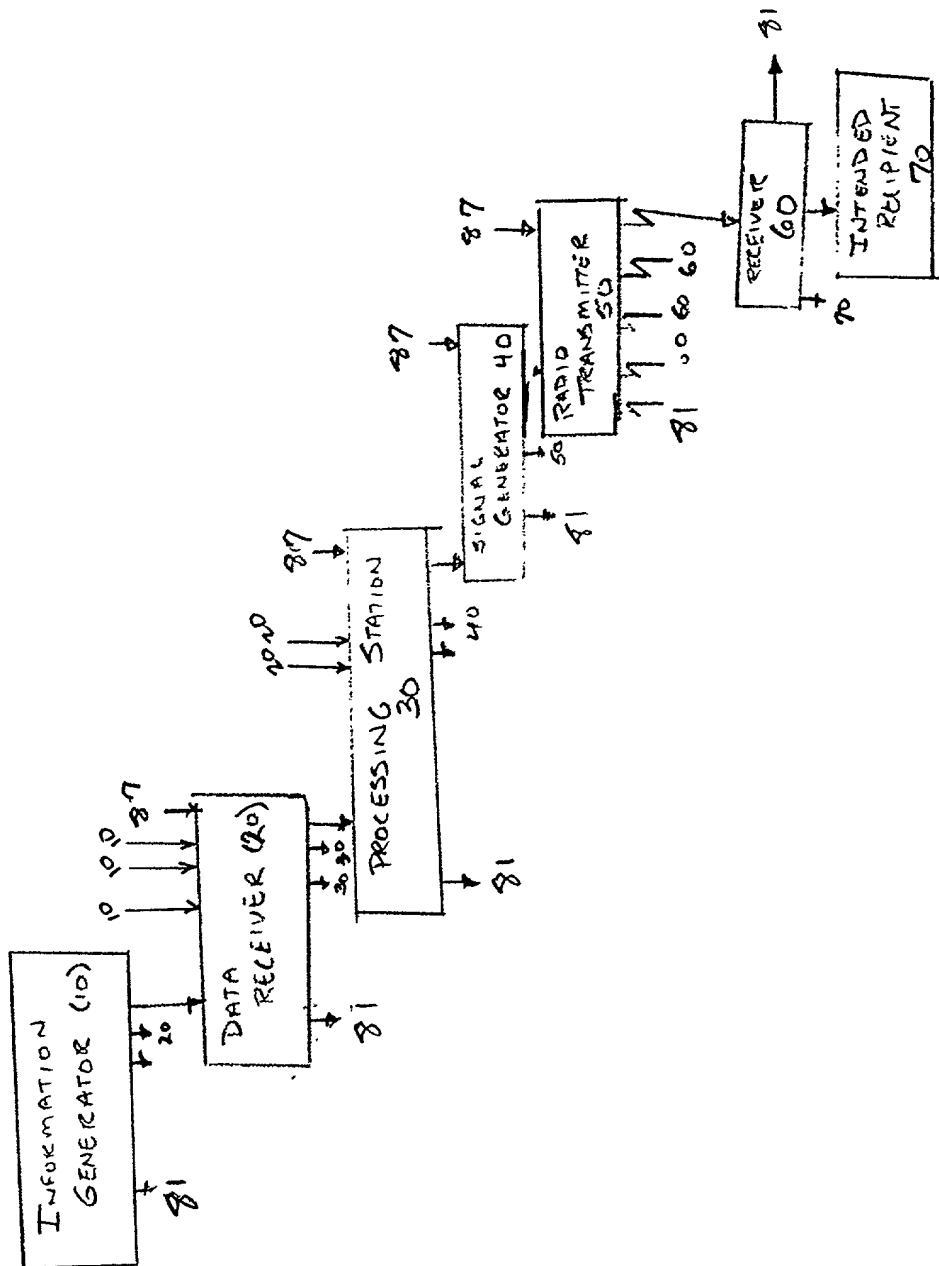 INFORMATION
GENERATOR (10)
81
20
10
10
10
87
DATA
RECEIVER (20)
81
30
30
20
20
87
PROCESSING STATION
30
81
40
87
SIGNAL
GENERATOR 40
81
50
87
RADIO
TRANSMITTER
50
81
60
60
RECEIVER
60
81
70
INTENDED
RECIPIENT
70